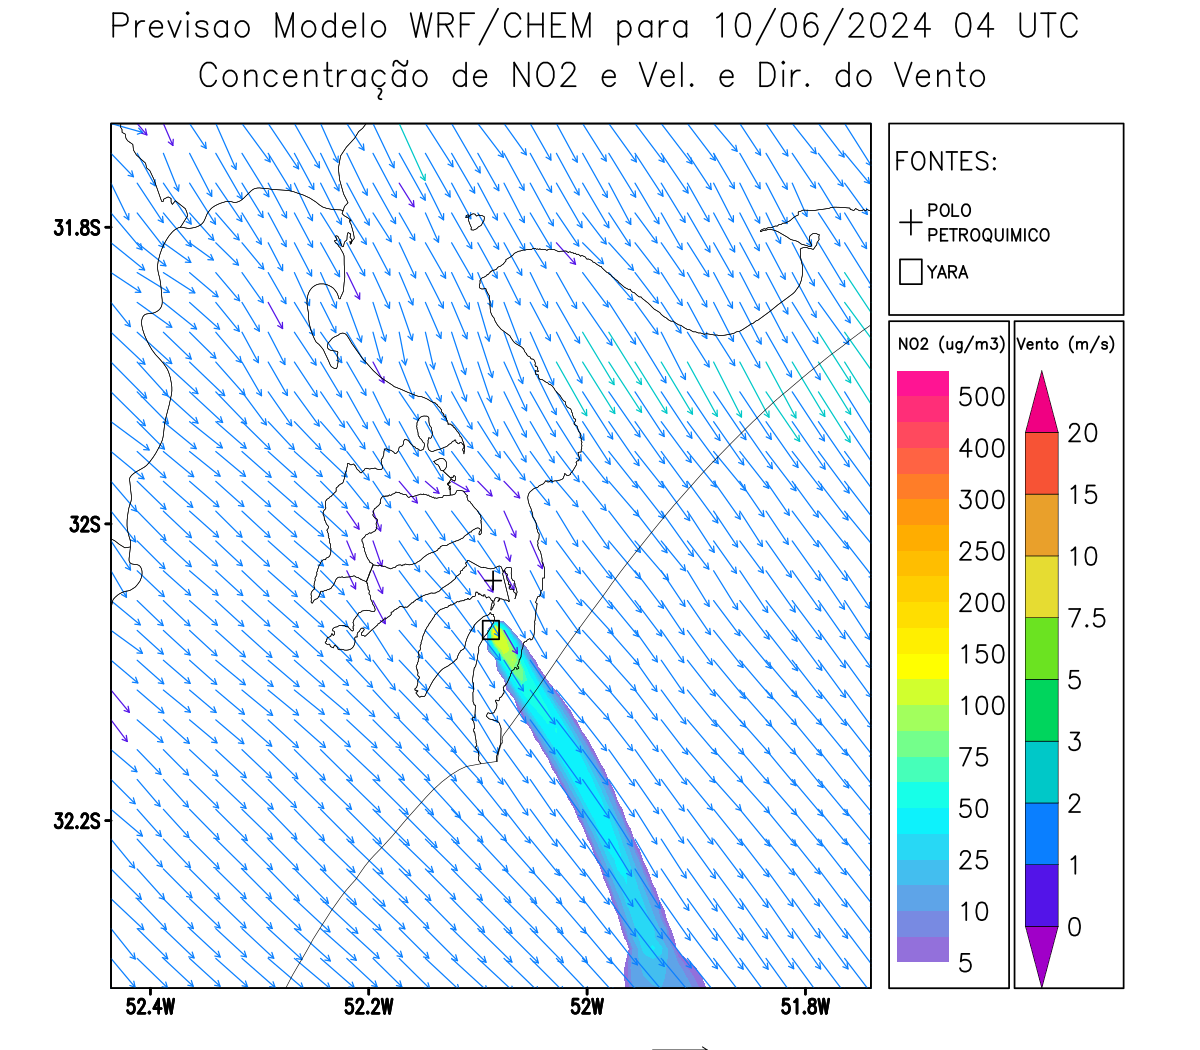 Previsao Modelo WRF/CHEM para 10/06/2024 04 UTC
Concentração de NO2 e Vel. e Dir. do Vento
FONTES:
POLO
PETROQUIMICO
YARA
NO2 (ug/m3)
500
400
300
250
200
150
100
75
50
25
10
5
Vento (m/s)
20
15
10
7.5
5
3
2
1
0
31.8S
32S
32.2S
52.4W
52.2W
52W
51.8W